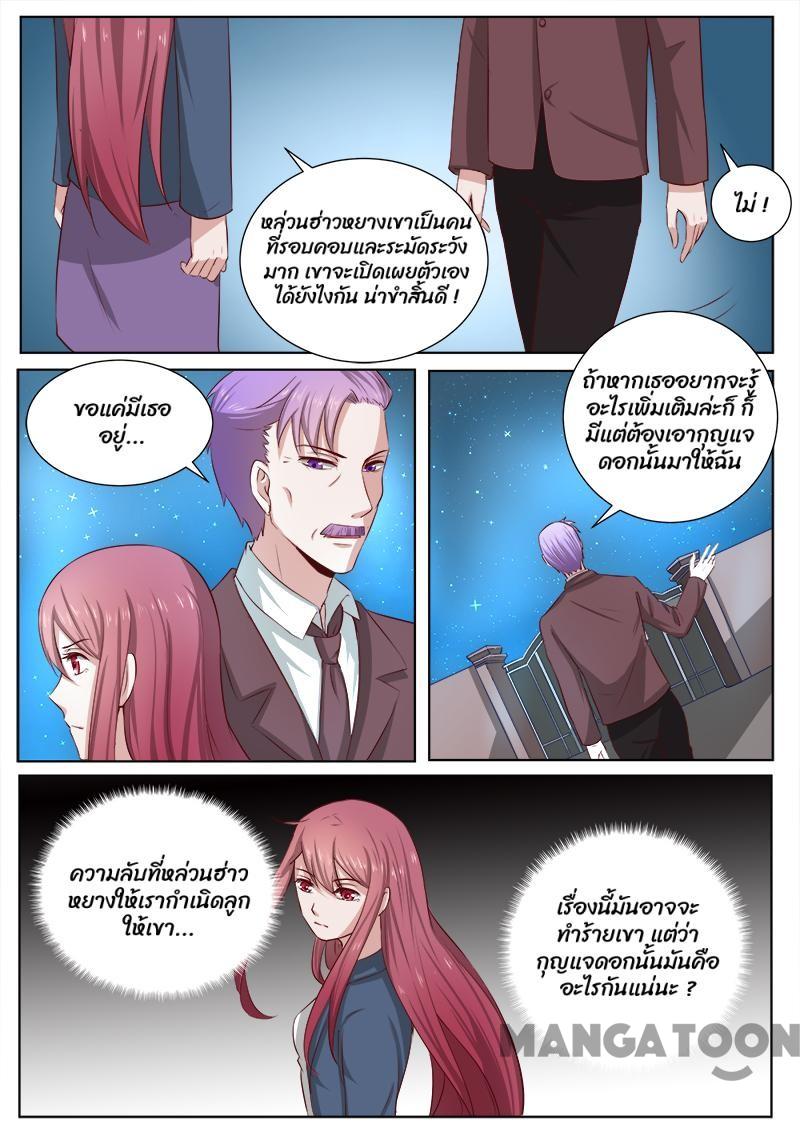 หล่วนฮ่าวหยางเขาเป็นคน
ที่รอบคอบและระมัดระวัง
มาก เขาจะเปิดเผยตัวเอง
ได้ยังไงกัน น่าขำสิ้นดี !
ไม่ !
ขอแค่มีเธอ
อยู่...
ถ้าหากเธออยากจะรู้
อะไรเพิ่มเติมล่ะก็ ก็
มีแต่ต้องเอากุญแจ
ดอกนั้นมาให้ฉัน
ความลับที่หล่วนฮ่าว
หยางให้เรากำเนิดลูก
ให้เขา...
เรื่องนี้มันอาจจะ
ทำร้ายเขา แต่ว่า
กุญแจดอกนั้นมันคือ
อะไรกันแน่นะ ?
MANGATOON